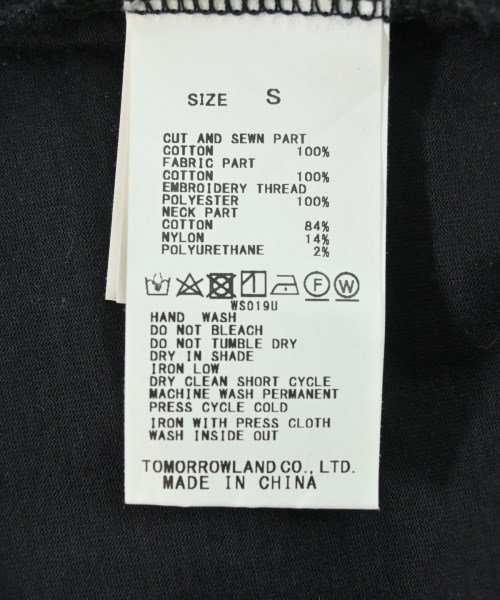 SIZE S
CUT AND SEWN PART
COTTON 100%
FABRIC PART
COTTON 100%
EMBROIDERY THREAD
POLYESTER 100%
NECK PART
COTTON 84%
NYLON 14%
POLYURETHANE 2%
F W
WS019U
HAND WASH
DO NOT BLEACH
DO NOT TUMBLE DRY
DRY IN SHADE
IRON LOW
DRY CLEAN SHORT CYCLE
MACHINE WASH PERMANENT
PRESS CYCLE COLD
IRON WITH PRESS CLOTH
WASH INSIDE OUT
TOMORROWLAND CO., LTD.
MADE IN CHINA